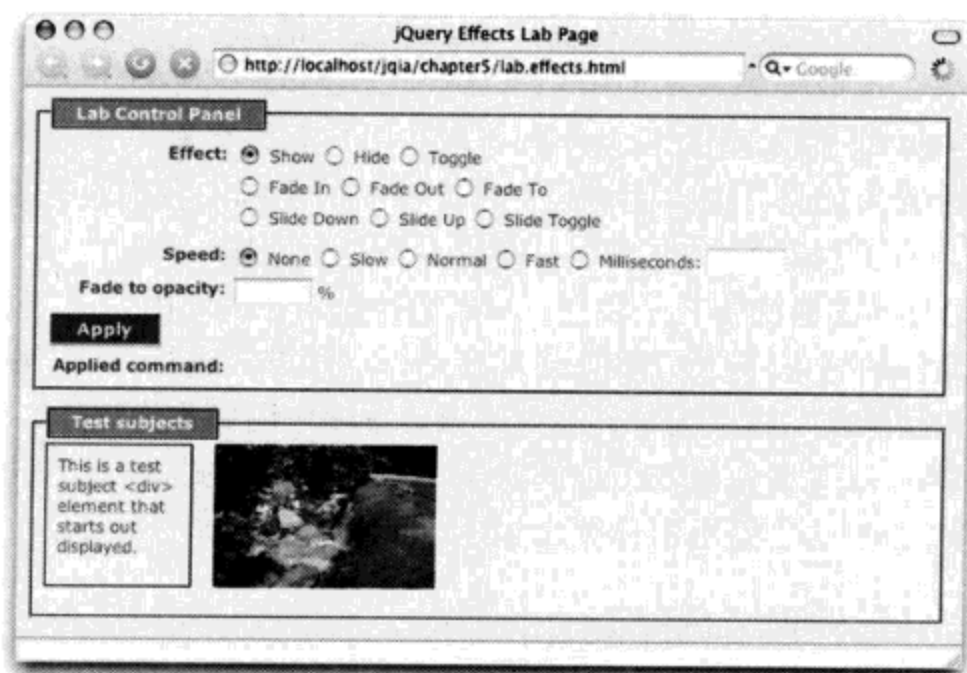 jQuery Effects Lab Page
http://localhost/jqia/chapter5/lab.effects.html
Google
Lab Control Panel
Effect: Show Hide Toggle
Fade In Fade Out Fade To
Slide Down Slide Up Slide Toggle
Speed: None Slow Normal Fast Milliseconds:
Fade to opacity: %
Apply
Applied command:
Test subjects
This is a test
subject <div>
element that
starts out
displayed.